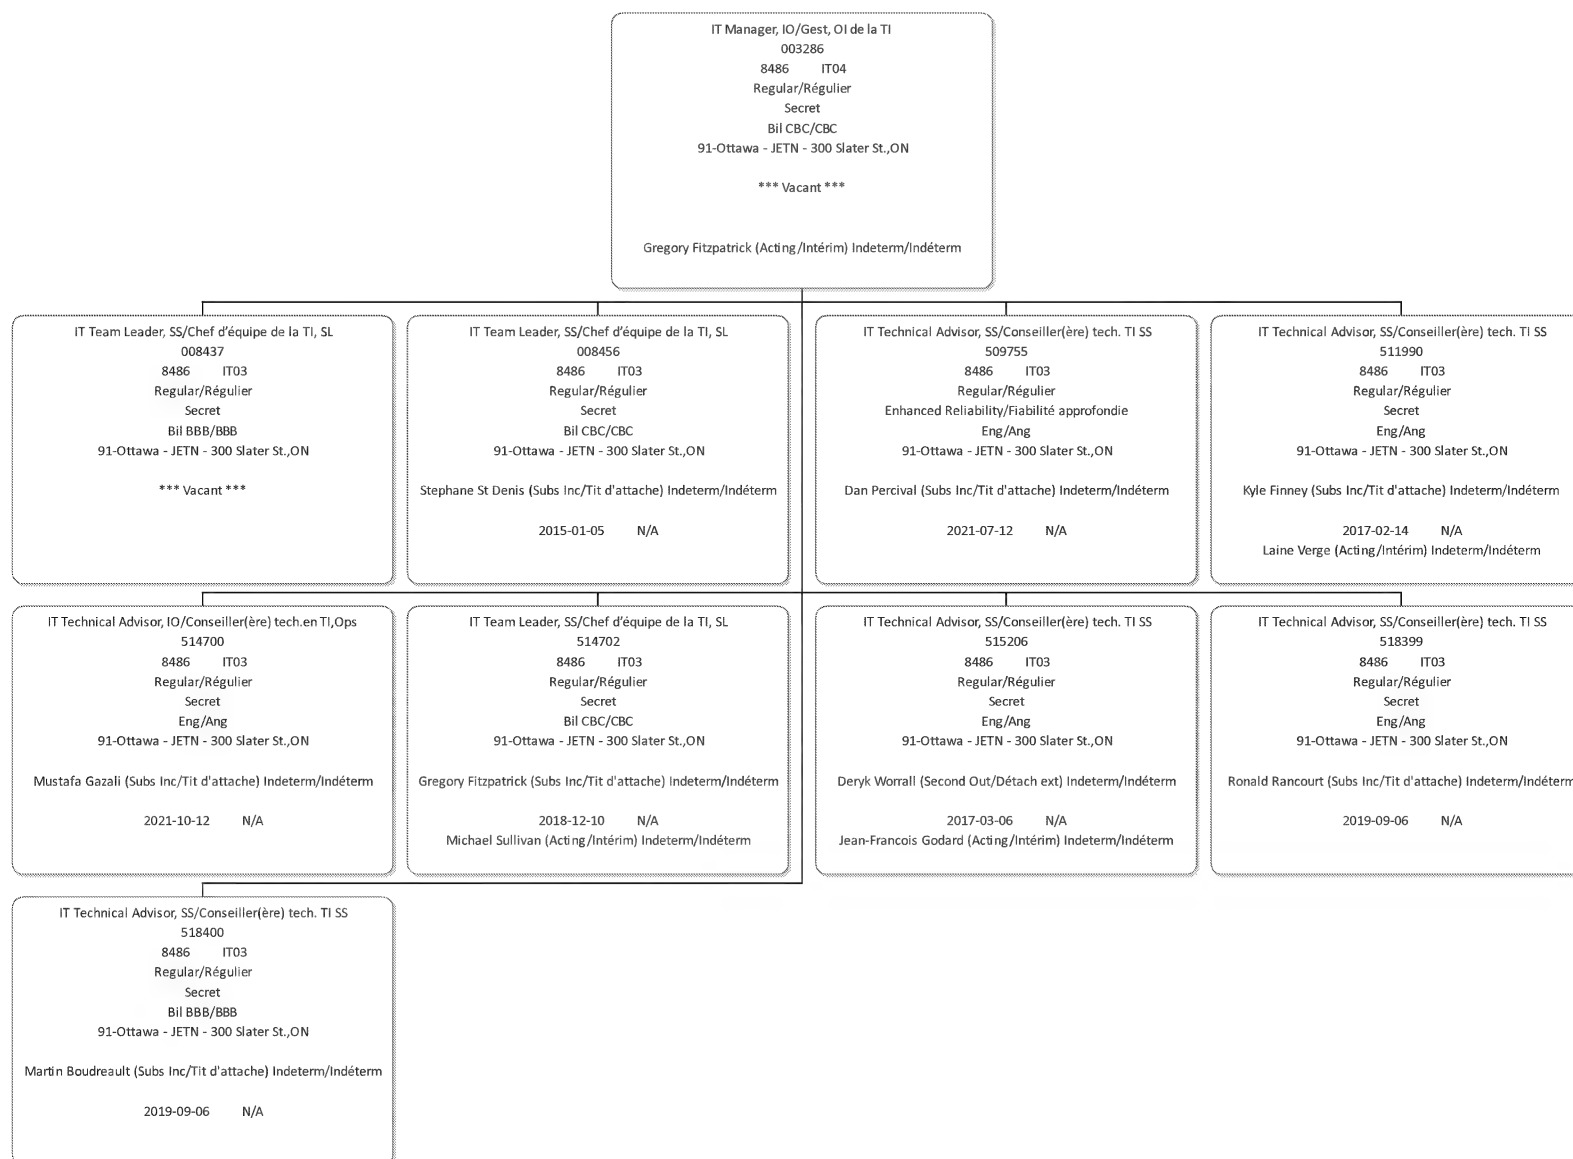 IT Manager, IO/Gest, OI de la TI
003286
8486 IT04
Regular/Régulier
Secret
Bil CBC/CBC
91-Ottawa - JETN - 300 Slater St.,ON
*** Vacant ***
Gregory Fitzpatrick (Acting/Intérim) Indeterm/Indéterm
IT Team Leader, SS/Chef d'équipe de la TI, SL
008437
8486 IT03
Regular/Régulier
Secret
Bil BBB/BBB
91-Ottawa - JETN - 300 Slater St.,ON
*** Vacant ***
IT Team Leader, SS/Chef d'équipe de la TI, SL
008456
8486 IT03
Regular/Régulier
Secret
Bil CBC/CBC
91-Ottawa - JETN - 300 Slater St.,ON
Stephane St Denis (Subs Inc/Tit d'attache) Indeterm/Indéterm
2015-01-05 N/A
IT Technical Advisor, SS/Conseiller(ère) tech. TI SS
509755
8486 IT03
Regular/Régulier
Enhanced Reliability/Fiabilité approfondie
Eng/Ang
91-Ottawa - JETN - 300 Slater St.,ON
Dan Percival (Subs Inc/Tit d'attache) Indeterm/Indéterm
2021-07-12 N/A
IT Technical Advisor, SS/Conseiller(ère) tech. TI SS
511990
8486 IT03
Regular/Régulier
Secret
Eng/Ang
91-Ottawa - JETN - 300 Slater St.,ON
Kyle Finney (Subs Inc/Tit d'attache) Indeterm/Indéterm
2017-02-14 N/A
Laine Verge (Acting/Intérim) Indeterm/Indéterm
IT Technical Advisor, IO/Conseiller(ère) tech.en TI,Ops
514700
8486 IT03
Regular/Régulier
Secret
Eng/Ang
91-Ottawa - JETN - 300 Slater St.,ON
Mustafa Gazali (Subs Inc/Tit d'attache) Indeterm/Indéterm
2021-10-12 N/A
IT Team Leader, SS/Chef d'équipe de la TI, SL
514702
8486 IT03
Regular/Régulier
Secret
Bil CBC/CBC
91-Ottawa - JETN - 300 Slater St.,ON
Gregory Fitzpatrick (Subs Inc/Tit d'attache) Indeterm/Indéterm
2018-12-10 N/A
Michael Sullivan (Acting/Intérim) Indeterm/Indéterm
IT Technical Advisor, SS/Conseiller(ère) tech. TI SS
515206
8486 IT03
Regular/Régulier
Secret
Eng/Ang
91-Ottawa - JETN - 300 Slater St.,ON
Deryk Worrall (Second Out/Détach ext) Indeterm/Indéterm
2017-03-06 N/A
Jean-Francois Godard (Acting/Intérim) Indeterm/Indéterm
IT Technical Advisor, SS/Conseiller(ère) tech. TI SS
518399
8486 IT03
Regular/Régulier
Secret
Eng/Ang
91-Ottawa - JETN - 300 Slater St.,ON
Ronald Rancourt (Subs Inc/Tit d'attache) Indeterm/Indéterm
2019-09-06 N/A
IT Technical Advisor, SS/Conseiller(ère) tech. TI SS
518400
8486 IT03
Regular/Régulier
Secret
Bil BBB/BBB
91-Ottawa - JETN - 300 Slater St.,ON
Martin Boudreault (Subs Inc/Tit d'attache) Indeterm/Indéterm
2019-09-06 N/A